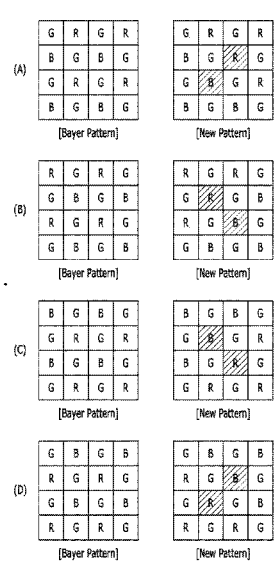 G R G R G R G R
B G B G B G R G
(A)
G R G R G B G R
B G B G B G B G
[Bayer Pattern] [New Pattern]
R G R G R G R G
G B G B G R G B
(B)
R G R G R G B G
G B G B G B G B
[Bayer Pattern] [New Pattern]
B G B G B G B G
G R G R G B G R
(C)
B G B G B G R G
G R G R G R G R
[Bayer Pattern] [New Pattern]
G B G B G B G B
R G R G R G B G
(D)
G B G B G R G B
R G R G R G R G
[Bayer Pattern] [New Pattern]